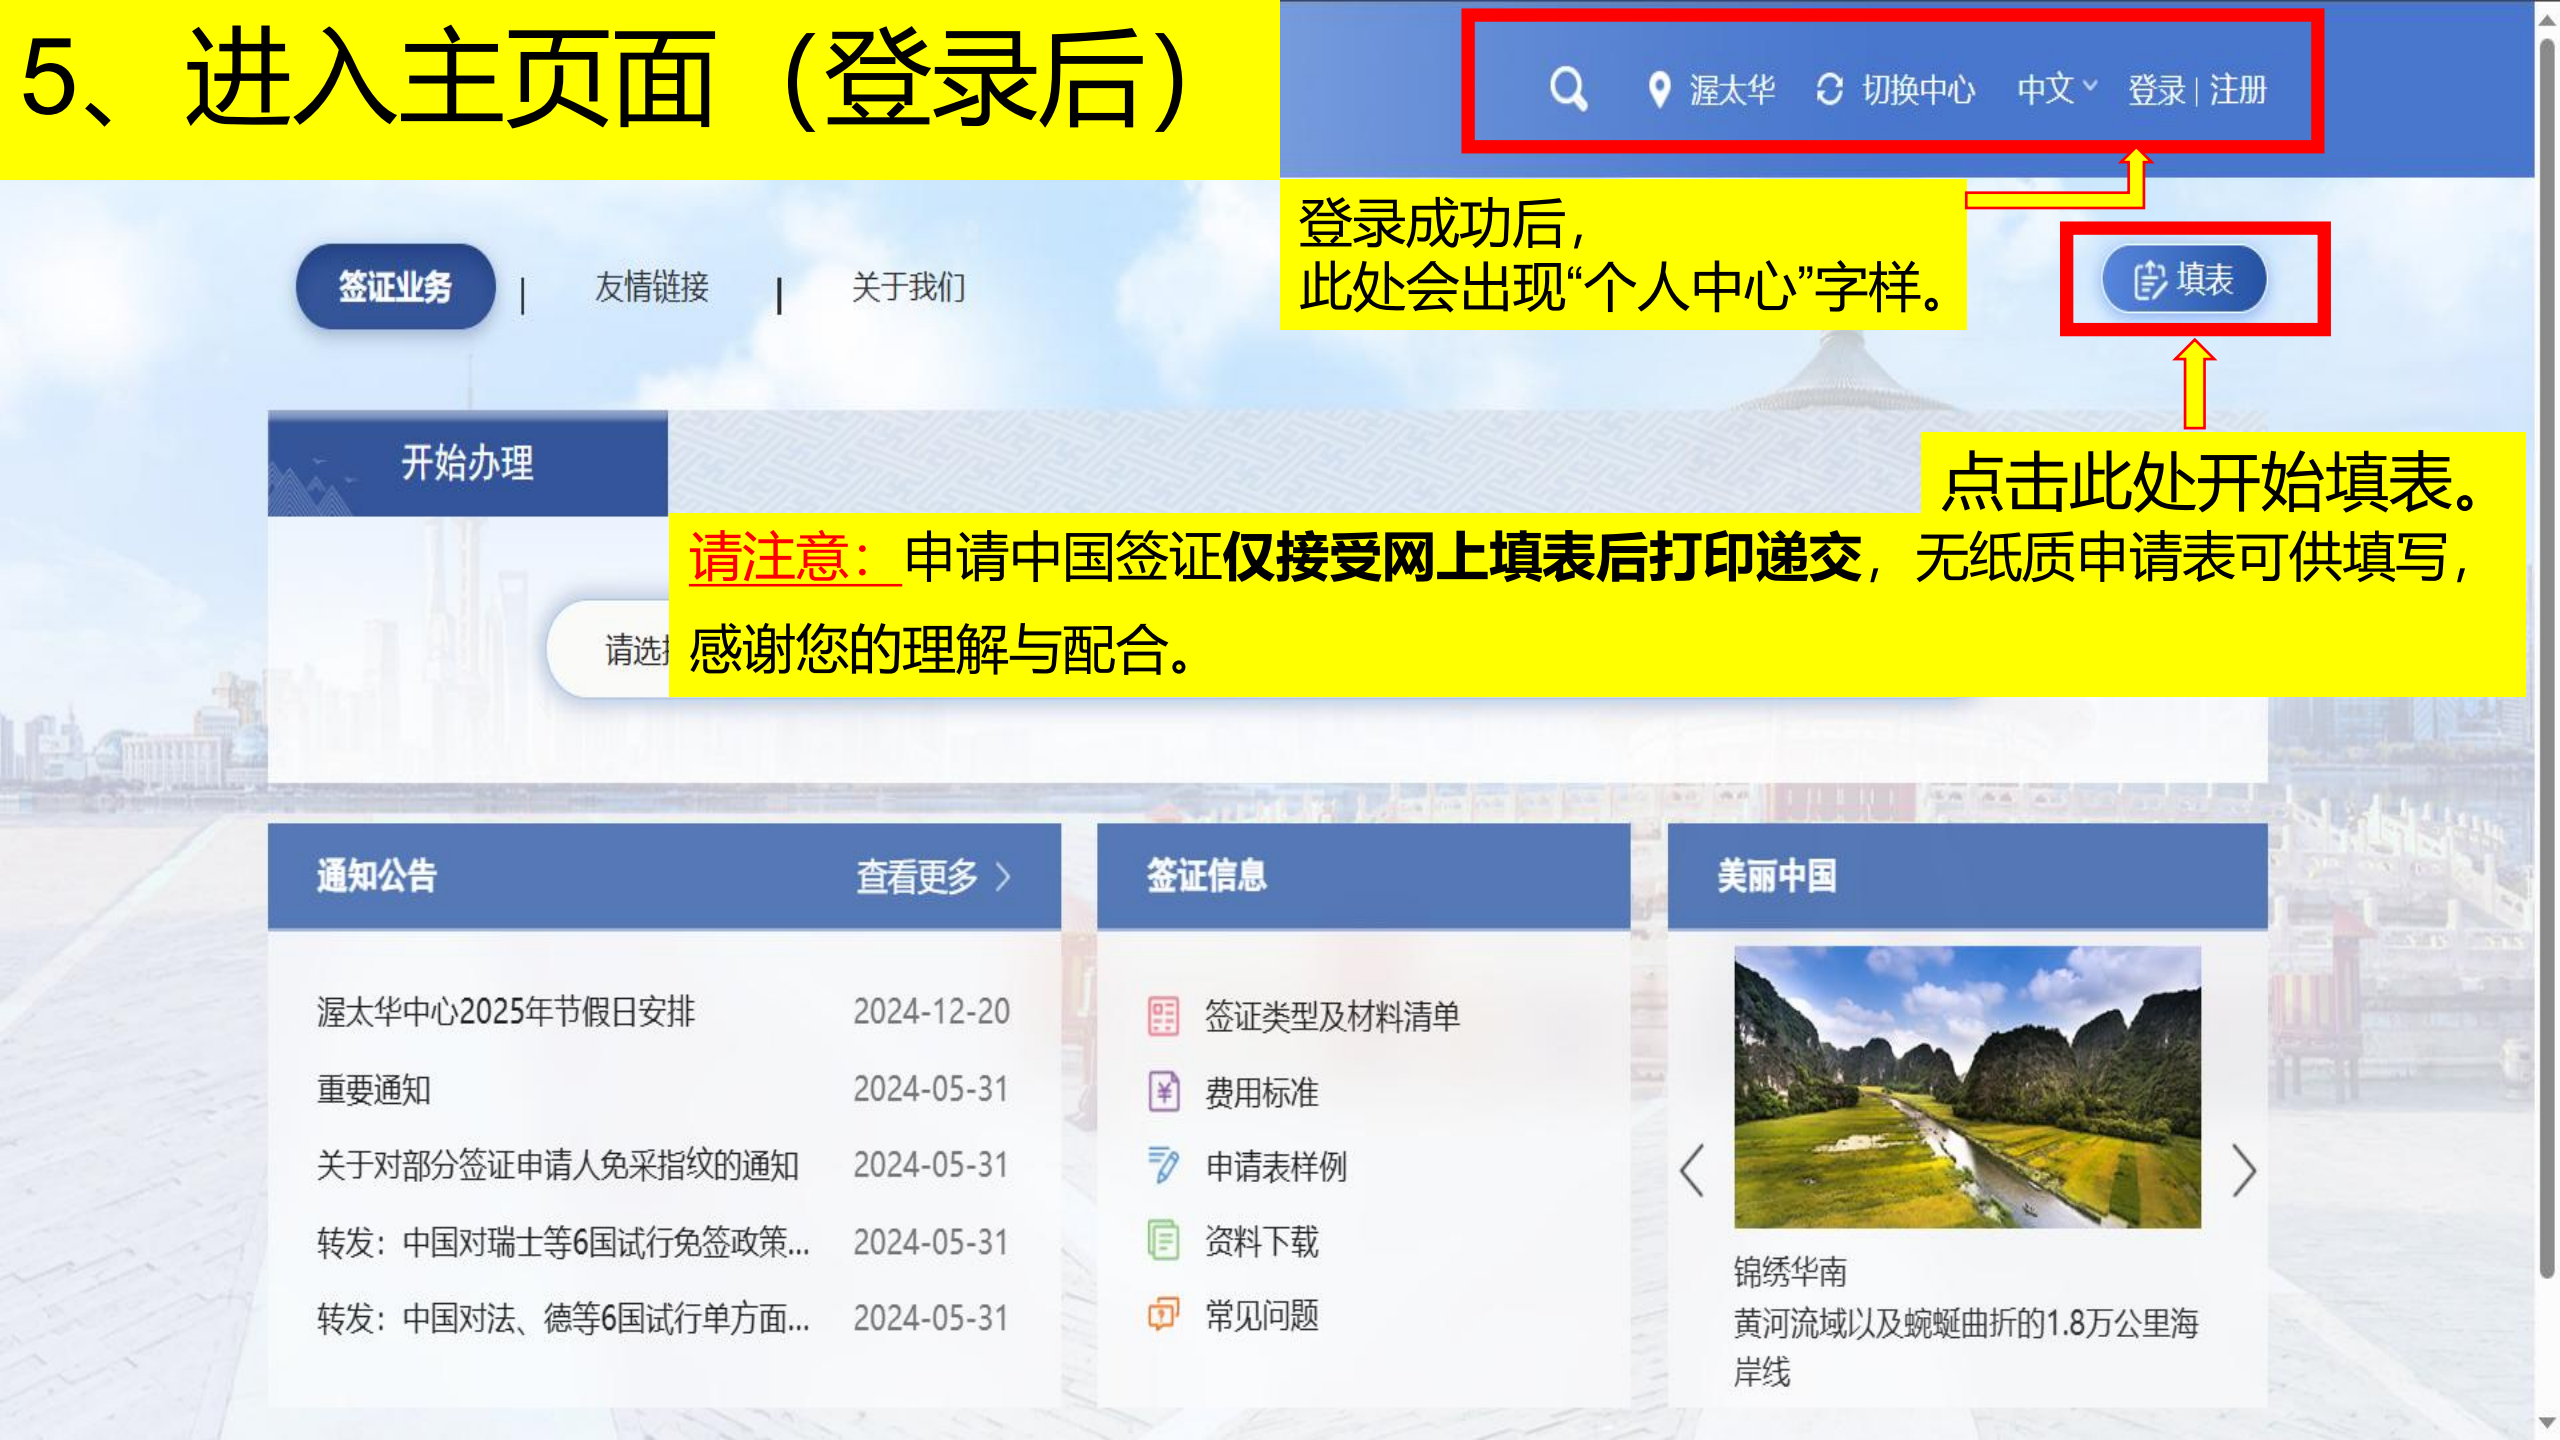 5、进入主页面（登录后）
渥太华 切换中心 中文 登录 | 注册
登录成功后，
此处会出现“个人中心”字样。
签证业务 | 友情链接 | 关于我们
填表
开始办理
点击此处开始填表。
请注意：申请中国签证仅接受网上填表后打印递交，无纸质申请表可供填写，
感谢您的理解与配合。
请选
通知公告 查看更多
渥太华中心2025年节假日安排 2024-12-20
重要通知 2024-05-31
关于对部分签证申请人免采指纹的通知 2024-05-31
转发：中国对瑞士等6国试行免签政策... 2024-05-31
转发：中国对法、德等6国试行单方面... 2024-05-31
签证信息
签证类型及材料清单
费用标准
申请表样例
资料下载
常见问题
美丽中国
锦绣华南
黄河流域以及蜿蜒曲折的1.8万公里海
岸线